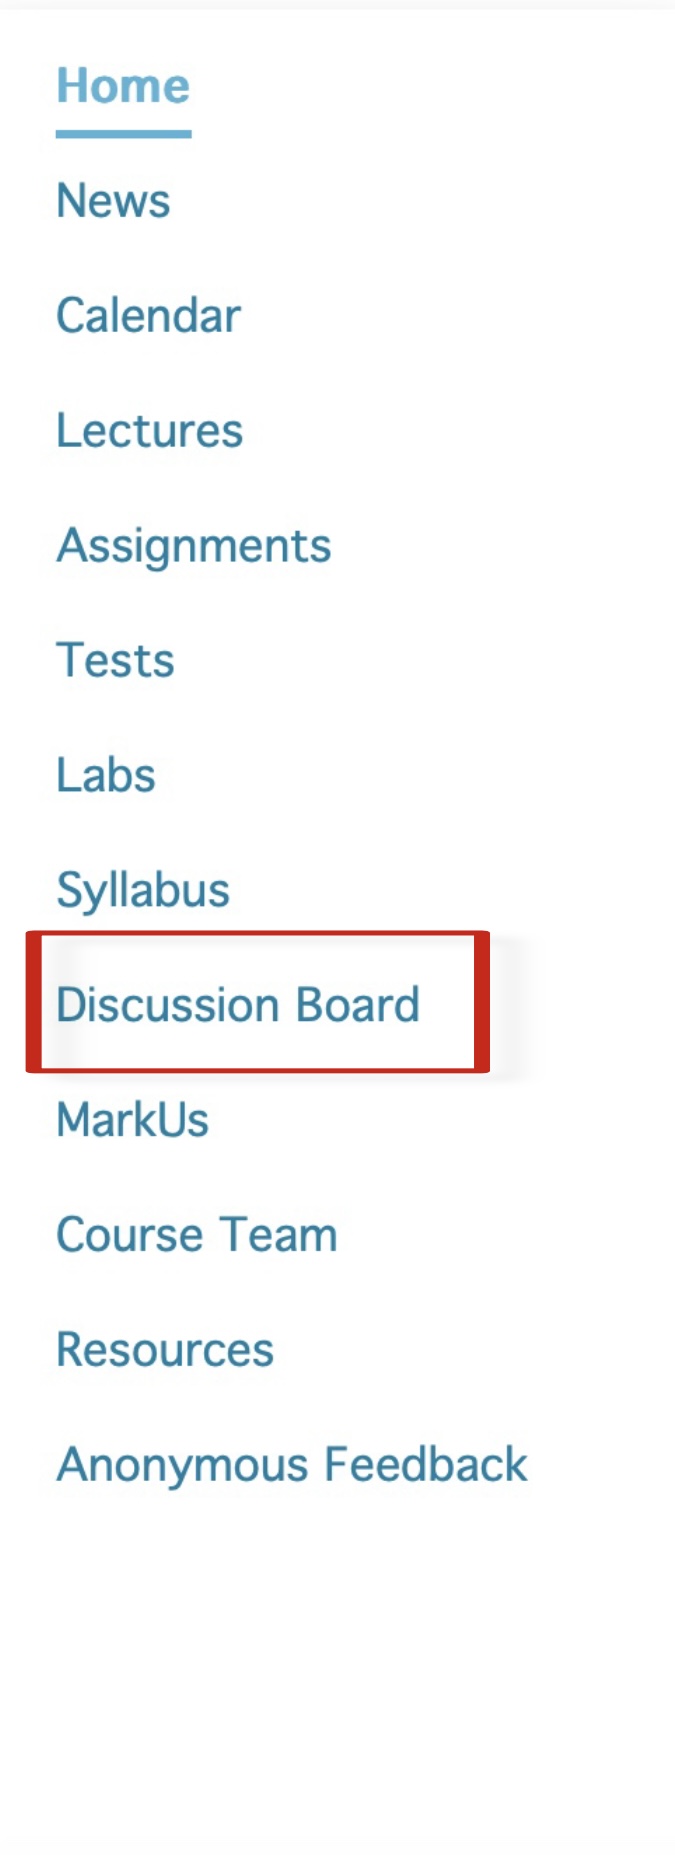 Home
News
Calendar
Lectures
Assignments
Tests
Labs
Syllabus
Discussion Board
MarkUs
Course Team
Resources
Anonymous Feedback